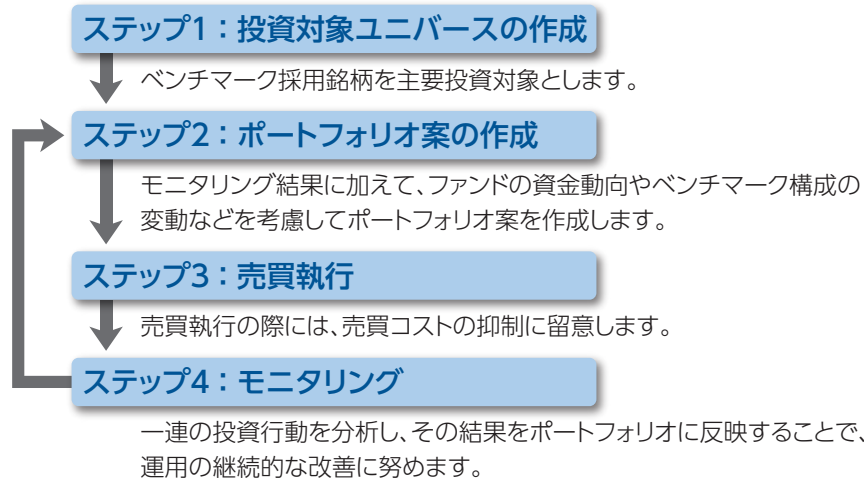 ステップ1：投資対象ユニバースの作成
ベンチマーク採用銘柄を主要投資対象とします。
ステップ2：ポートフォリオ案の作成
モニタリング結果に加えて、ファンドの資金動向やベンチマーク構成の
変動などを考慮してポートフォリオ案を作成します。
ステップ3：売買執行
売買執行の際には、売買コストの抑制に留意します。
ステップ4：モニタリング
一連の投資行動を分析し、その結果をポートフォリオに反映することで、
運用の継続的な改善に努めます。